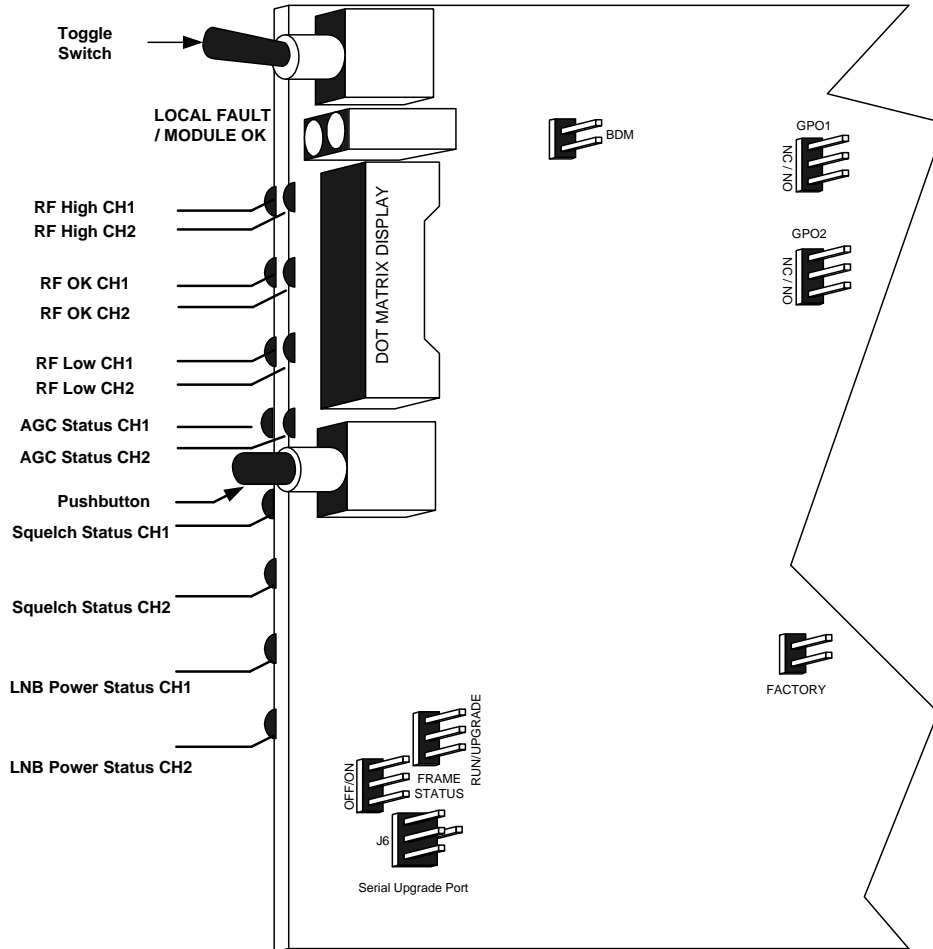 Toggle
Switch
LOCAL FAULT
/ MODULE OK
BDM
GPO1
NC / NO
RF High CH1
RF High CH2
GPO2
NC / NO
RF OK CH1
RF OK CH2
DOT MATRIX DISPLAY
RF Low CH1
RF Low CH2
AGC Status CH1
AGC Status CH2
Pushbutton
Squelch Status CH1
Squelch Status CH2
LNB Power Status CH1
FACTORY
LNB Power Status CH2
RUN/UPGRADE
OFF/ON
FRAME
STATUS
J6
Serial Upgrade Port